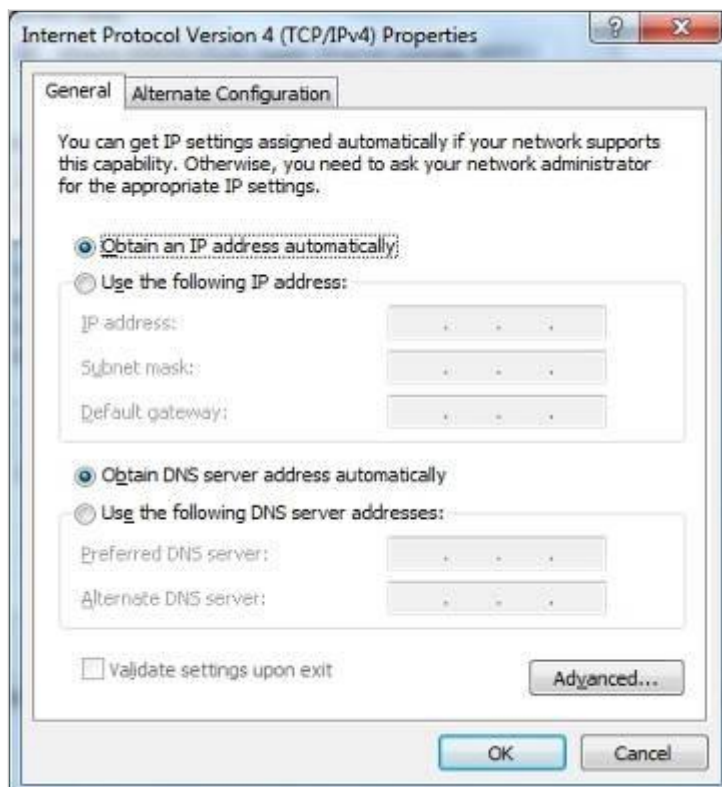 Internet Protocol Version 4 (TCP/IPv4) Properties
General
Alternate Configuration
You can get IP settings assigned automatically if your network supports
this capability. Otherwise, you need to ask your network administrator
for the appropriate IP settings.
Obtain an IP address automatically
Use the following IP address:
IP address:
Subnet mask:
Default gateway:
Obtain DNS server address automatically
Use the following DNS server addresses:
Preferred DNS server:
Alternate DNS server:
Validate settings upon exit
Advanced...
OK
Cancel